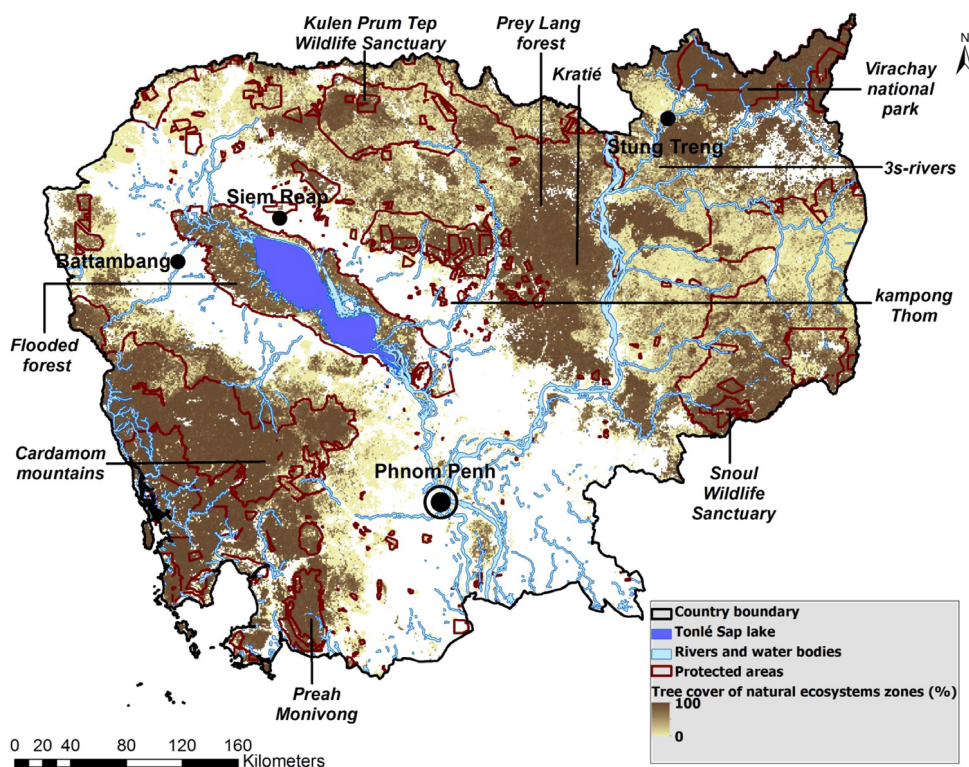 Kulen Prum Tep
Wildlife Sanctuary
Prey Lang
forest
Kratié
N
Virachay
national
park
Stung Treng
3s-rivers
Siem Reap
Battambang
kampong
Thom
Flooded
forest
Cardamom
mountains
Phnom Penh
Snoul
Wildlife
Sanctuary
Preah
Monivong
Country boundary
Tonlé Sap lake
Rivers and water bodies
Protected areas
Tree cover of natural ecosystems zones (%)
100
0
0 20 40 80 120 160
Kilometers